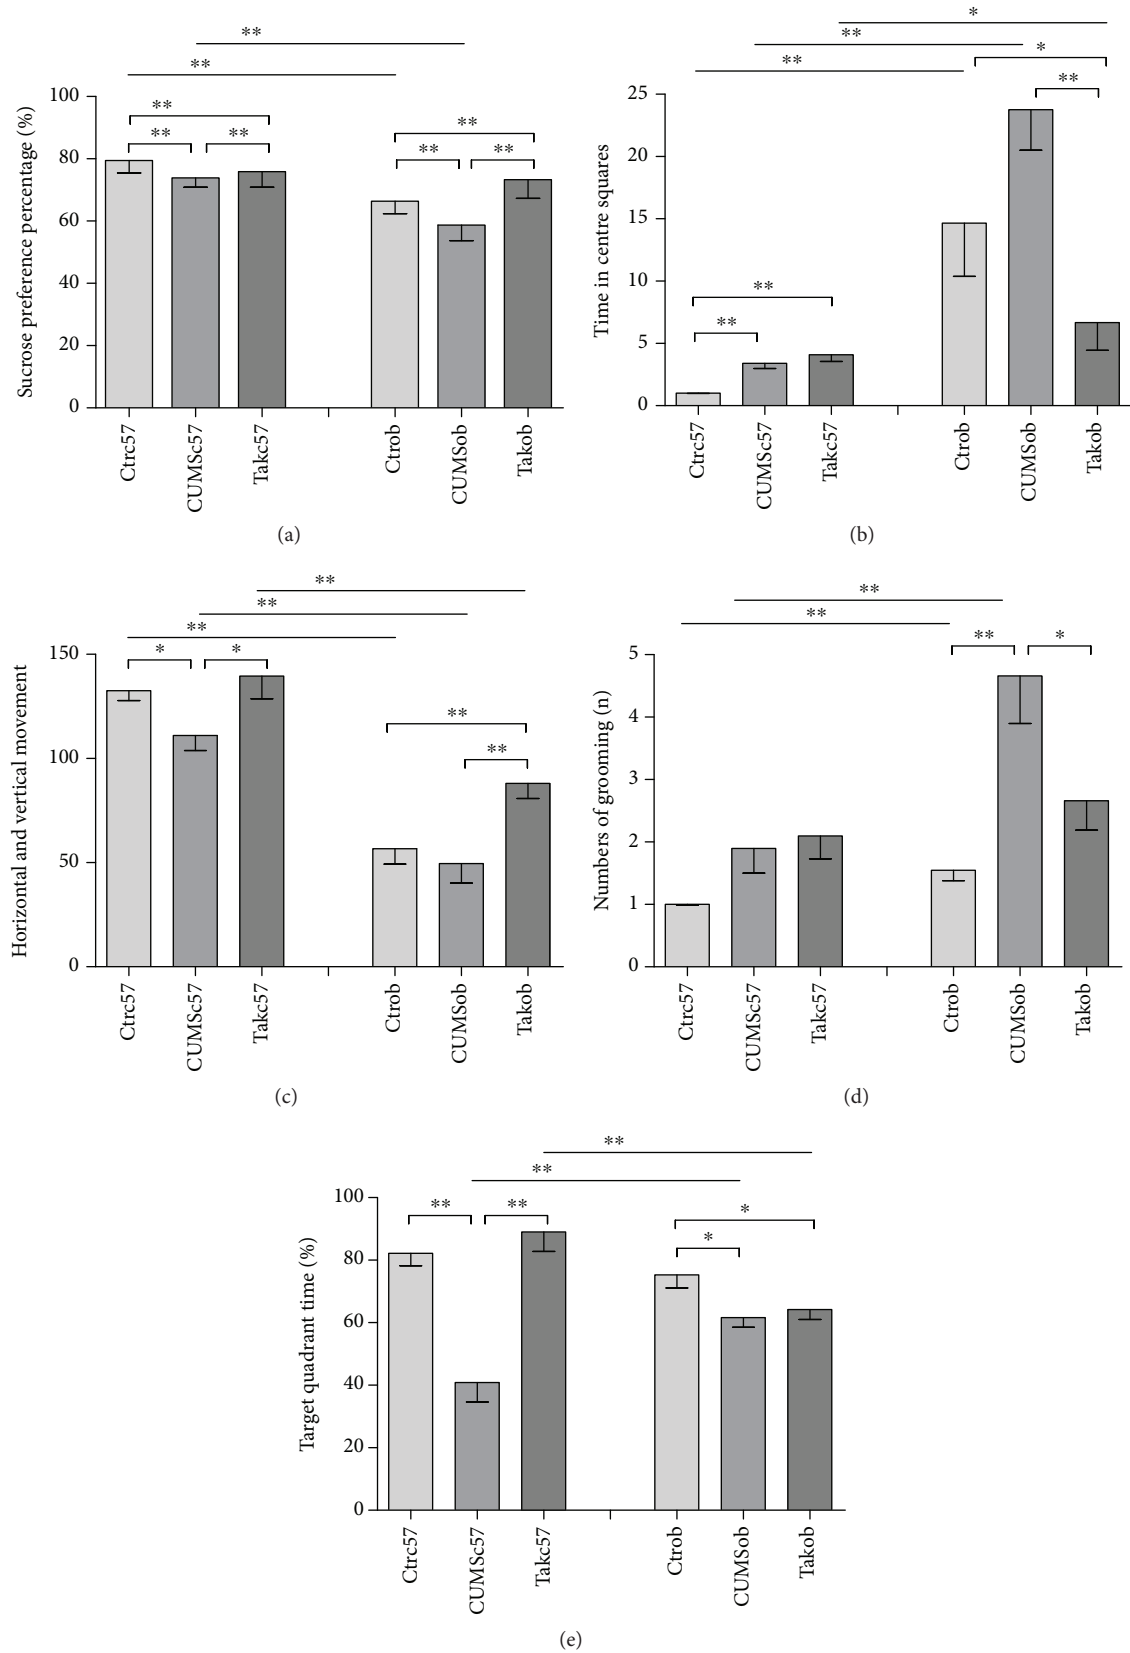 **
**
**
**
**
**
**
**
**
Sucrose preference percentage (%)
100
80
60
40
20
0
Ctrc57
CUMSc57
Takc57
Ctrob
CUMSob
Takob
(a)
*
**
**
*
**
**
**
Time in centre squares
25
20
15
10
5
0
Ctrc57
CUMSc57
Takc57
Ctrob
CUMSob
Takob
(b)
**
**
**
*
*
**
**
Horizontal and vertical movement
150
100
50
0
Ctrc57
CUMSc57
Takc57
Ctrob
CUMSob
Takob
(c)
**
**
**
*
Numbers of grooming (n)
5
4
3
2
1
0
Ctrc57
CUMSc57
Takc57
Ctrob
CUMSob
Takob
(d)
**
**
**
**
*
*
Target quadrant time (%)
100
80
60
40
20
0
Ctrc57
CUMSc57
Takc57
Ctrob
CUMSob
Takob
(e)